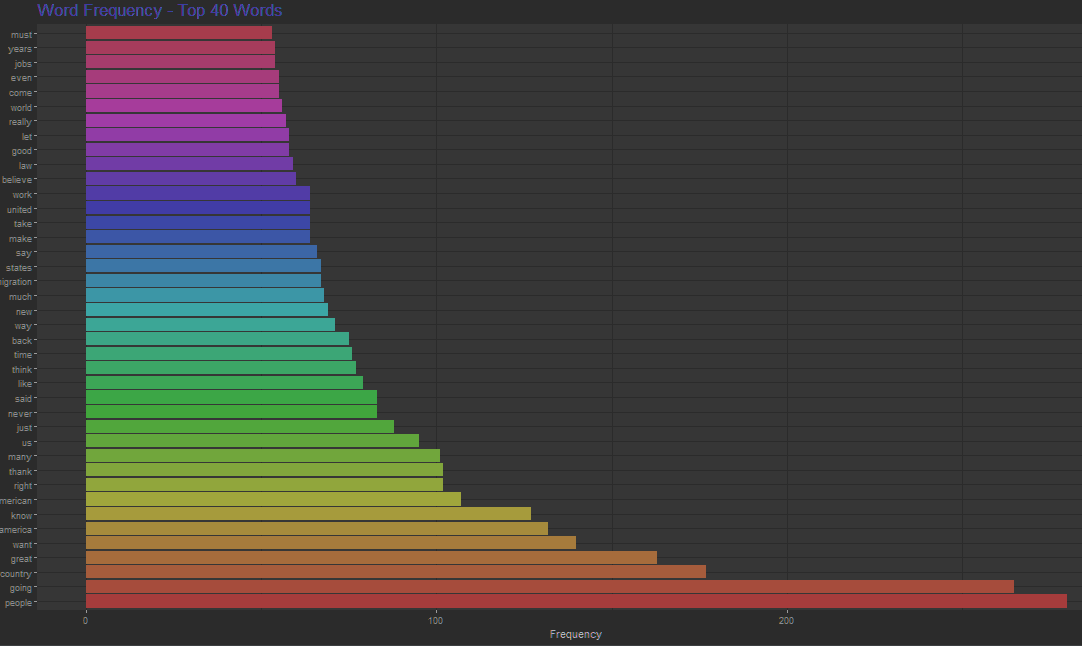 Word Frequency - Top 40 Words
must
years
jobs
even
come
world
really
let
good
law
believe
work
united
take
make
say
states
igration
much
new
way
back
time
think
like
said
never
just
us
many
thank
right
merican
know
america
want
great
country
going
people
0 100 200
Frequency